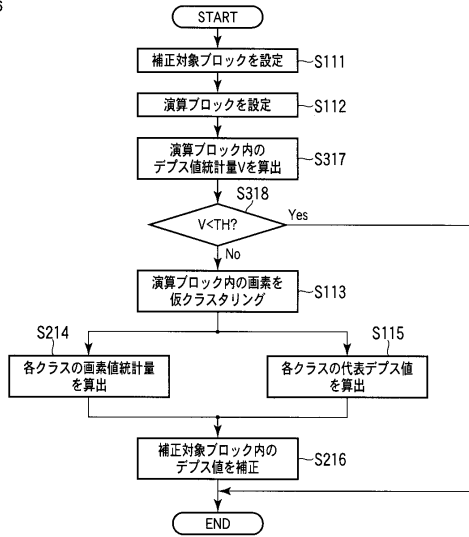 6
START
補正対象ブロックを設定
S111
演算ブロックを設定
S112
演算ブロック内の
デプス値統計量Vを算出
S317
S318
V<TH?
Yes
No
演算ブロック内の画素を
仮クラスタリング
S113
S214
各クラスの画素値統計量
を算出
S115
各クラスの代表デプス値
を算出
補正対象ブロック内の
デプス値を補正
S216
END